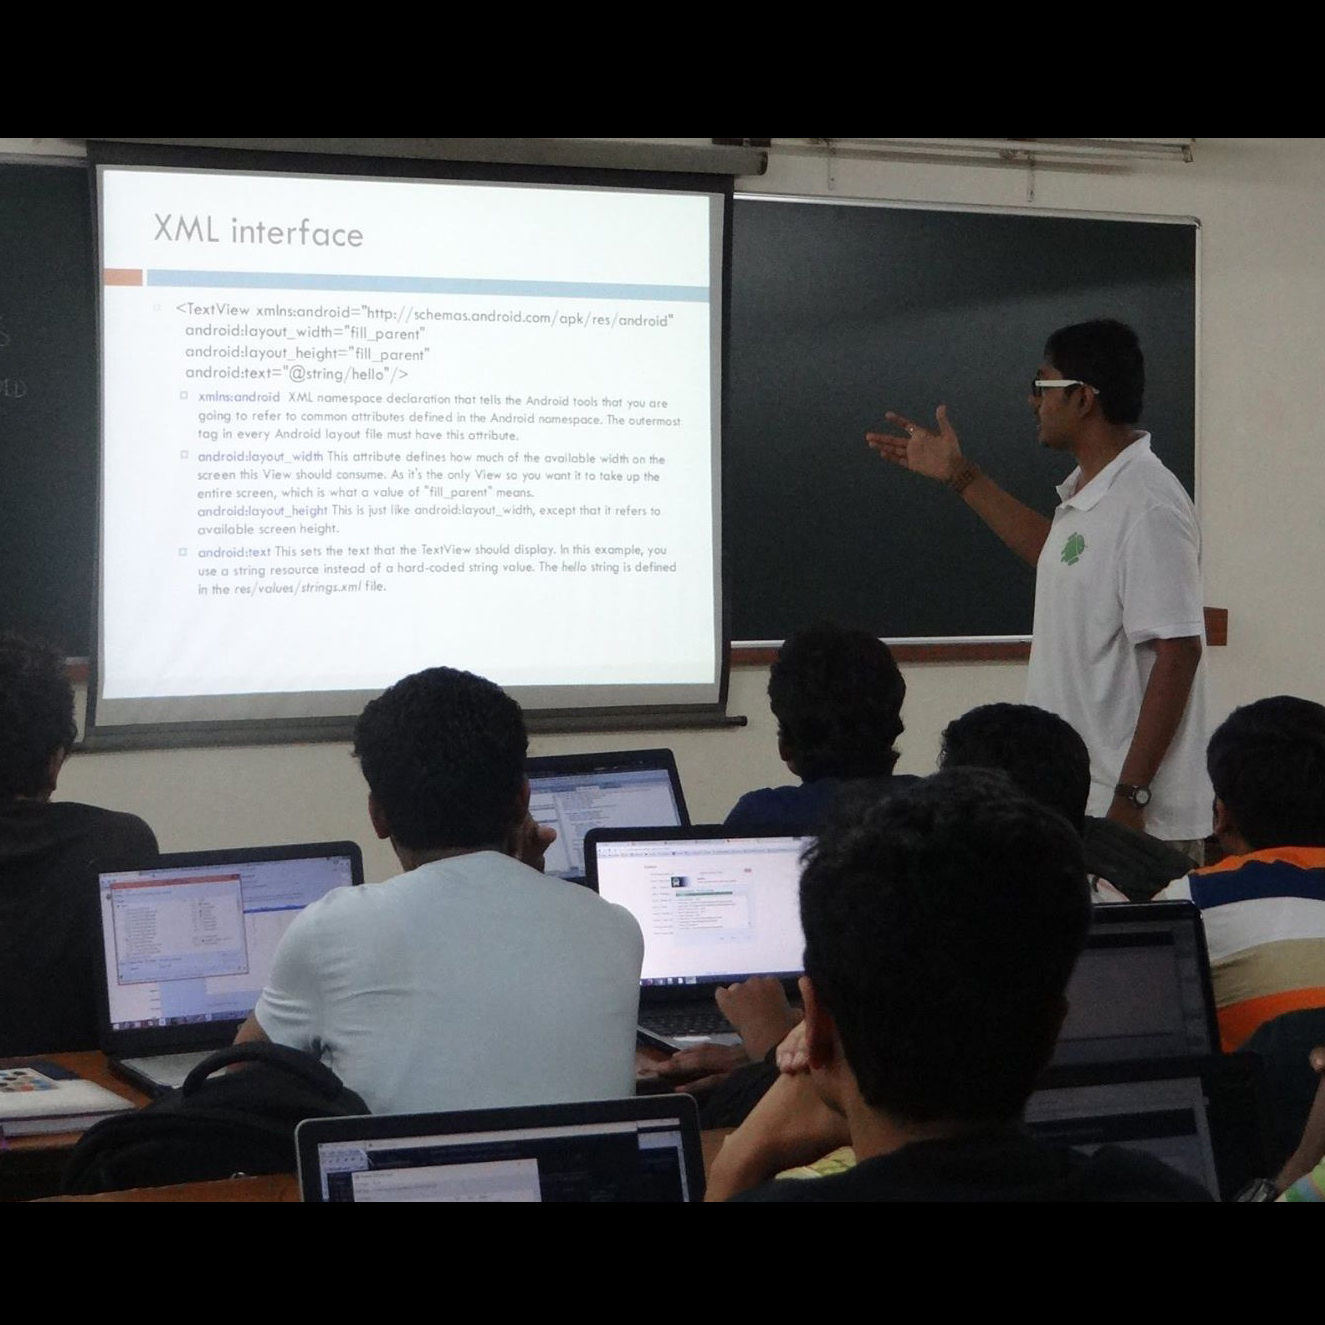 XML interface
<TextView xmlns:android="http://schemas.android.com/apk/res/android"
android:layout_width="fill_parent"
android:layout_height="fill_parent"
android:text="@string/hello"/>
xmlns:android XML namespace declaration that tells the Android tools that you are
going to refer to common attributes defined in the Android namespace. The outermost
tag in every Android layout file must have this attribute.
android:layout_width This attribute defines how much of the available width on the
screen this View should consume. As it's the only View so you want it to take up the
entire screen, which is what a value of "fill_parent" means.
android:layout_height This is just like android:layout_width, except that it refers to
available screen height.
android:text This sets the text that the TextView should display. In this example, you
use a string resource instead of a hard-coded string value. The hello string is defined
in the res/values/strings.xml file.